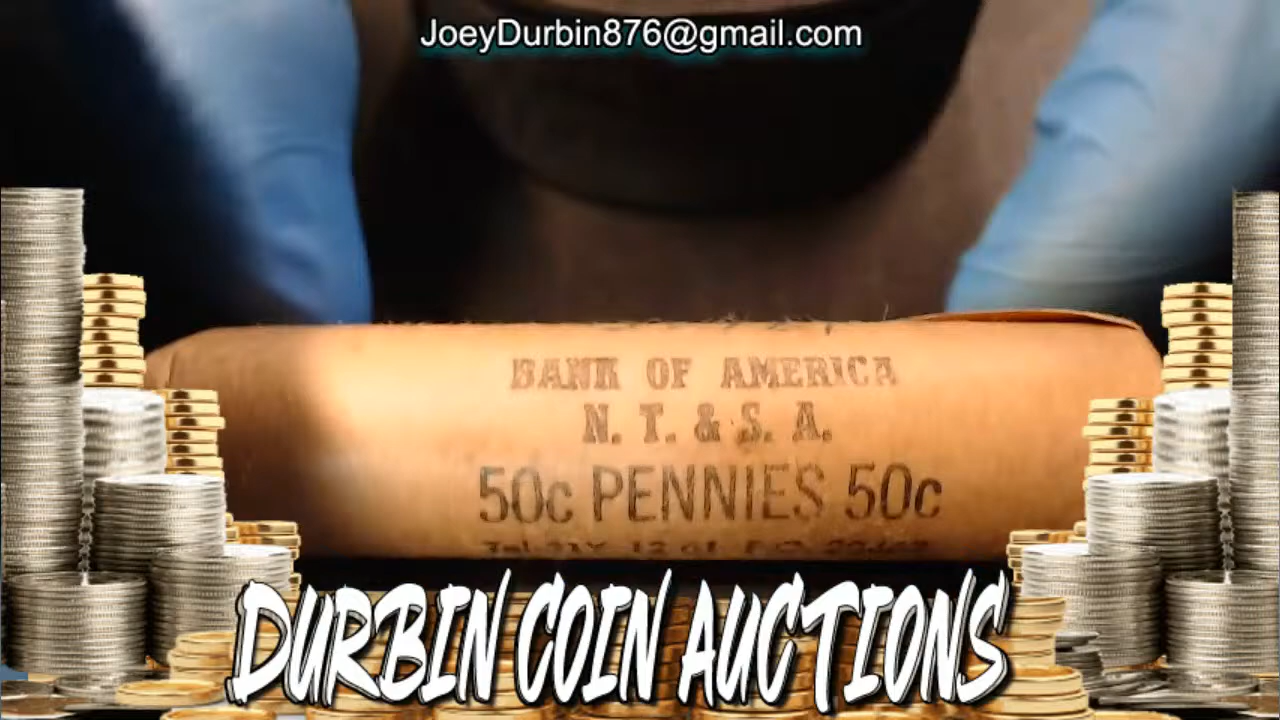 JoeyDurbin876@gmail.com
BANK OF AMERICA
N. T. & S. A.
50c PENNIES 50c
DURBIN COIN AUCTIONS